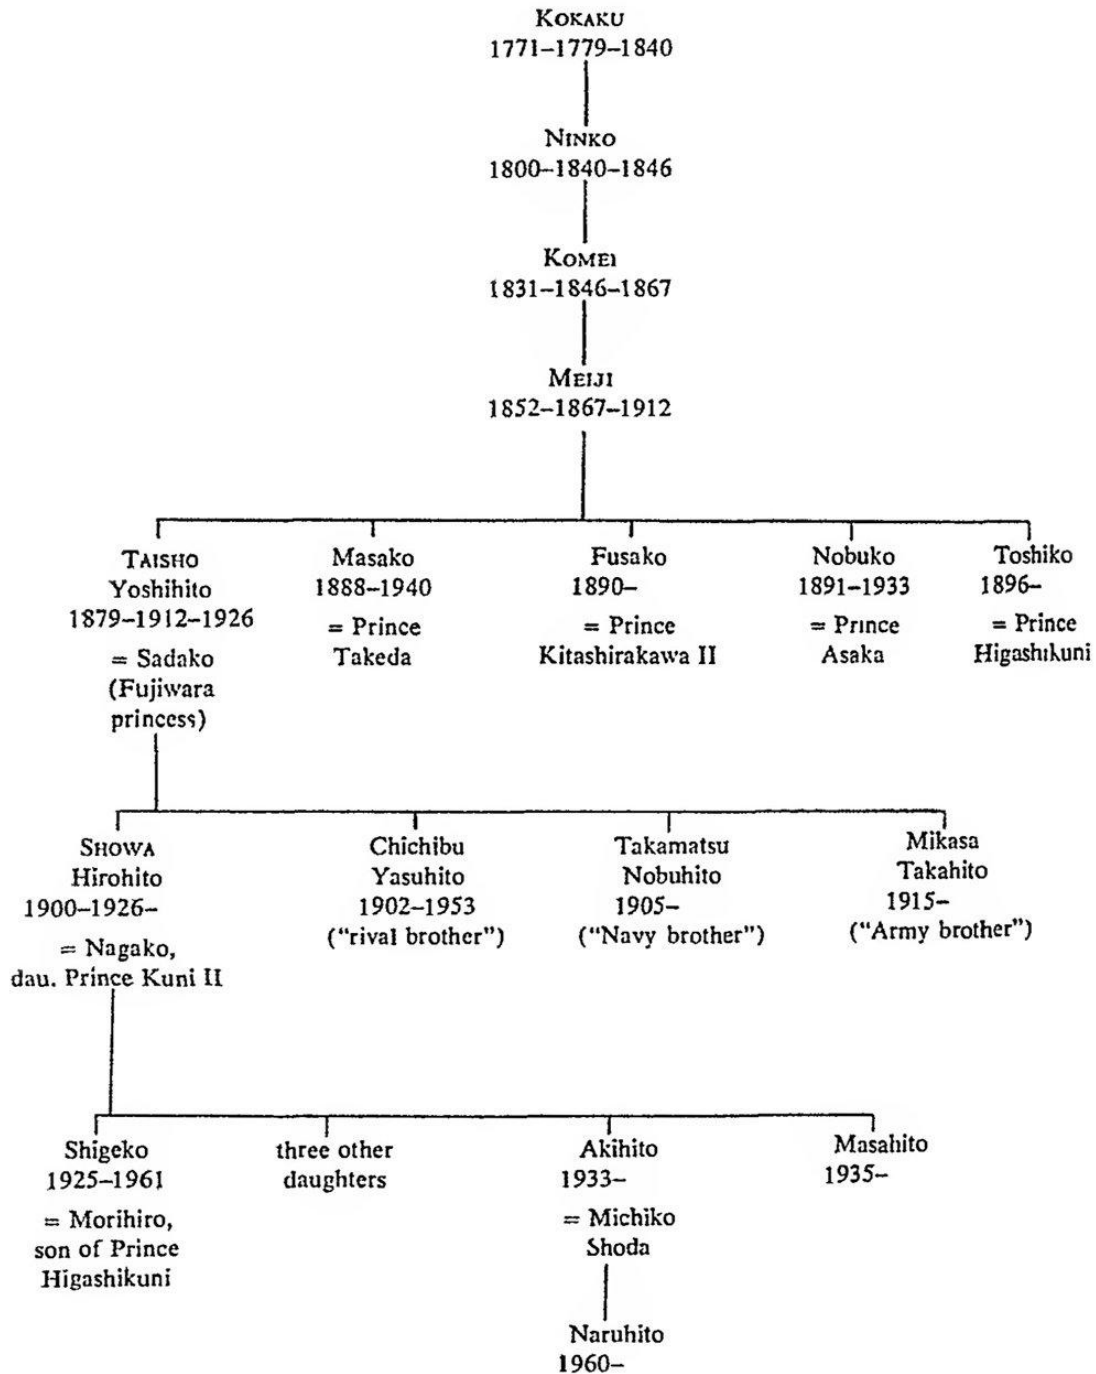 KOKAKU
1771–1779–1840
NINKO
1800–1840–1846
KOMEI
1831–1846–1867
MEIJI
1852–1867–1912
TAISHO
Yoshihito
1879–1912–1926
= Sadako
(Fujiwara
princess)
Masako
1888–1940
= Prince
Takeda
Fusako
1890–
= Prince
Kitashirakawa II
Nobuko
1891–1933
= Prince
Asaka
Toshiko
1896–
= Prince
Higashikuni
SHOWA
Hirohito
1900–1926–
= Nagako,
dau. Prince Kuni II
Chichibu
Yasuhito
1902–1953
("rival brother")
Takamatsu
Nobuhito
1905–
("Navy brother")
Mikasa
Takahito
1915–
("Army brother")
Shigeko
1925–1961
= Morihiro,
son of Prince
Higashikuni
three other
daughters
Akihito
1933–
= Michiko
Shoda
Masahito
1935–
Naruhito
1960–